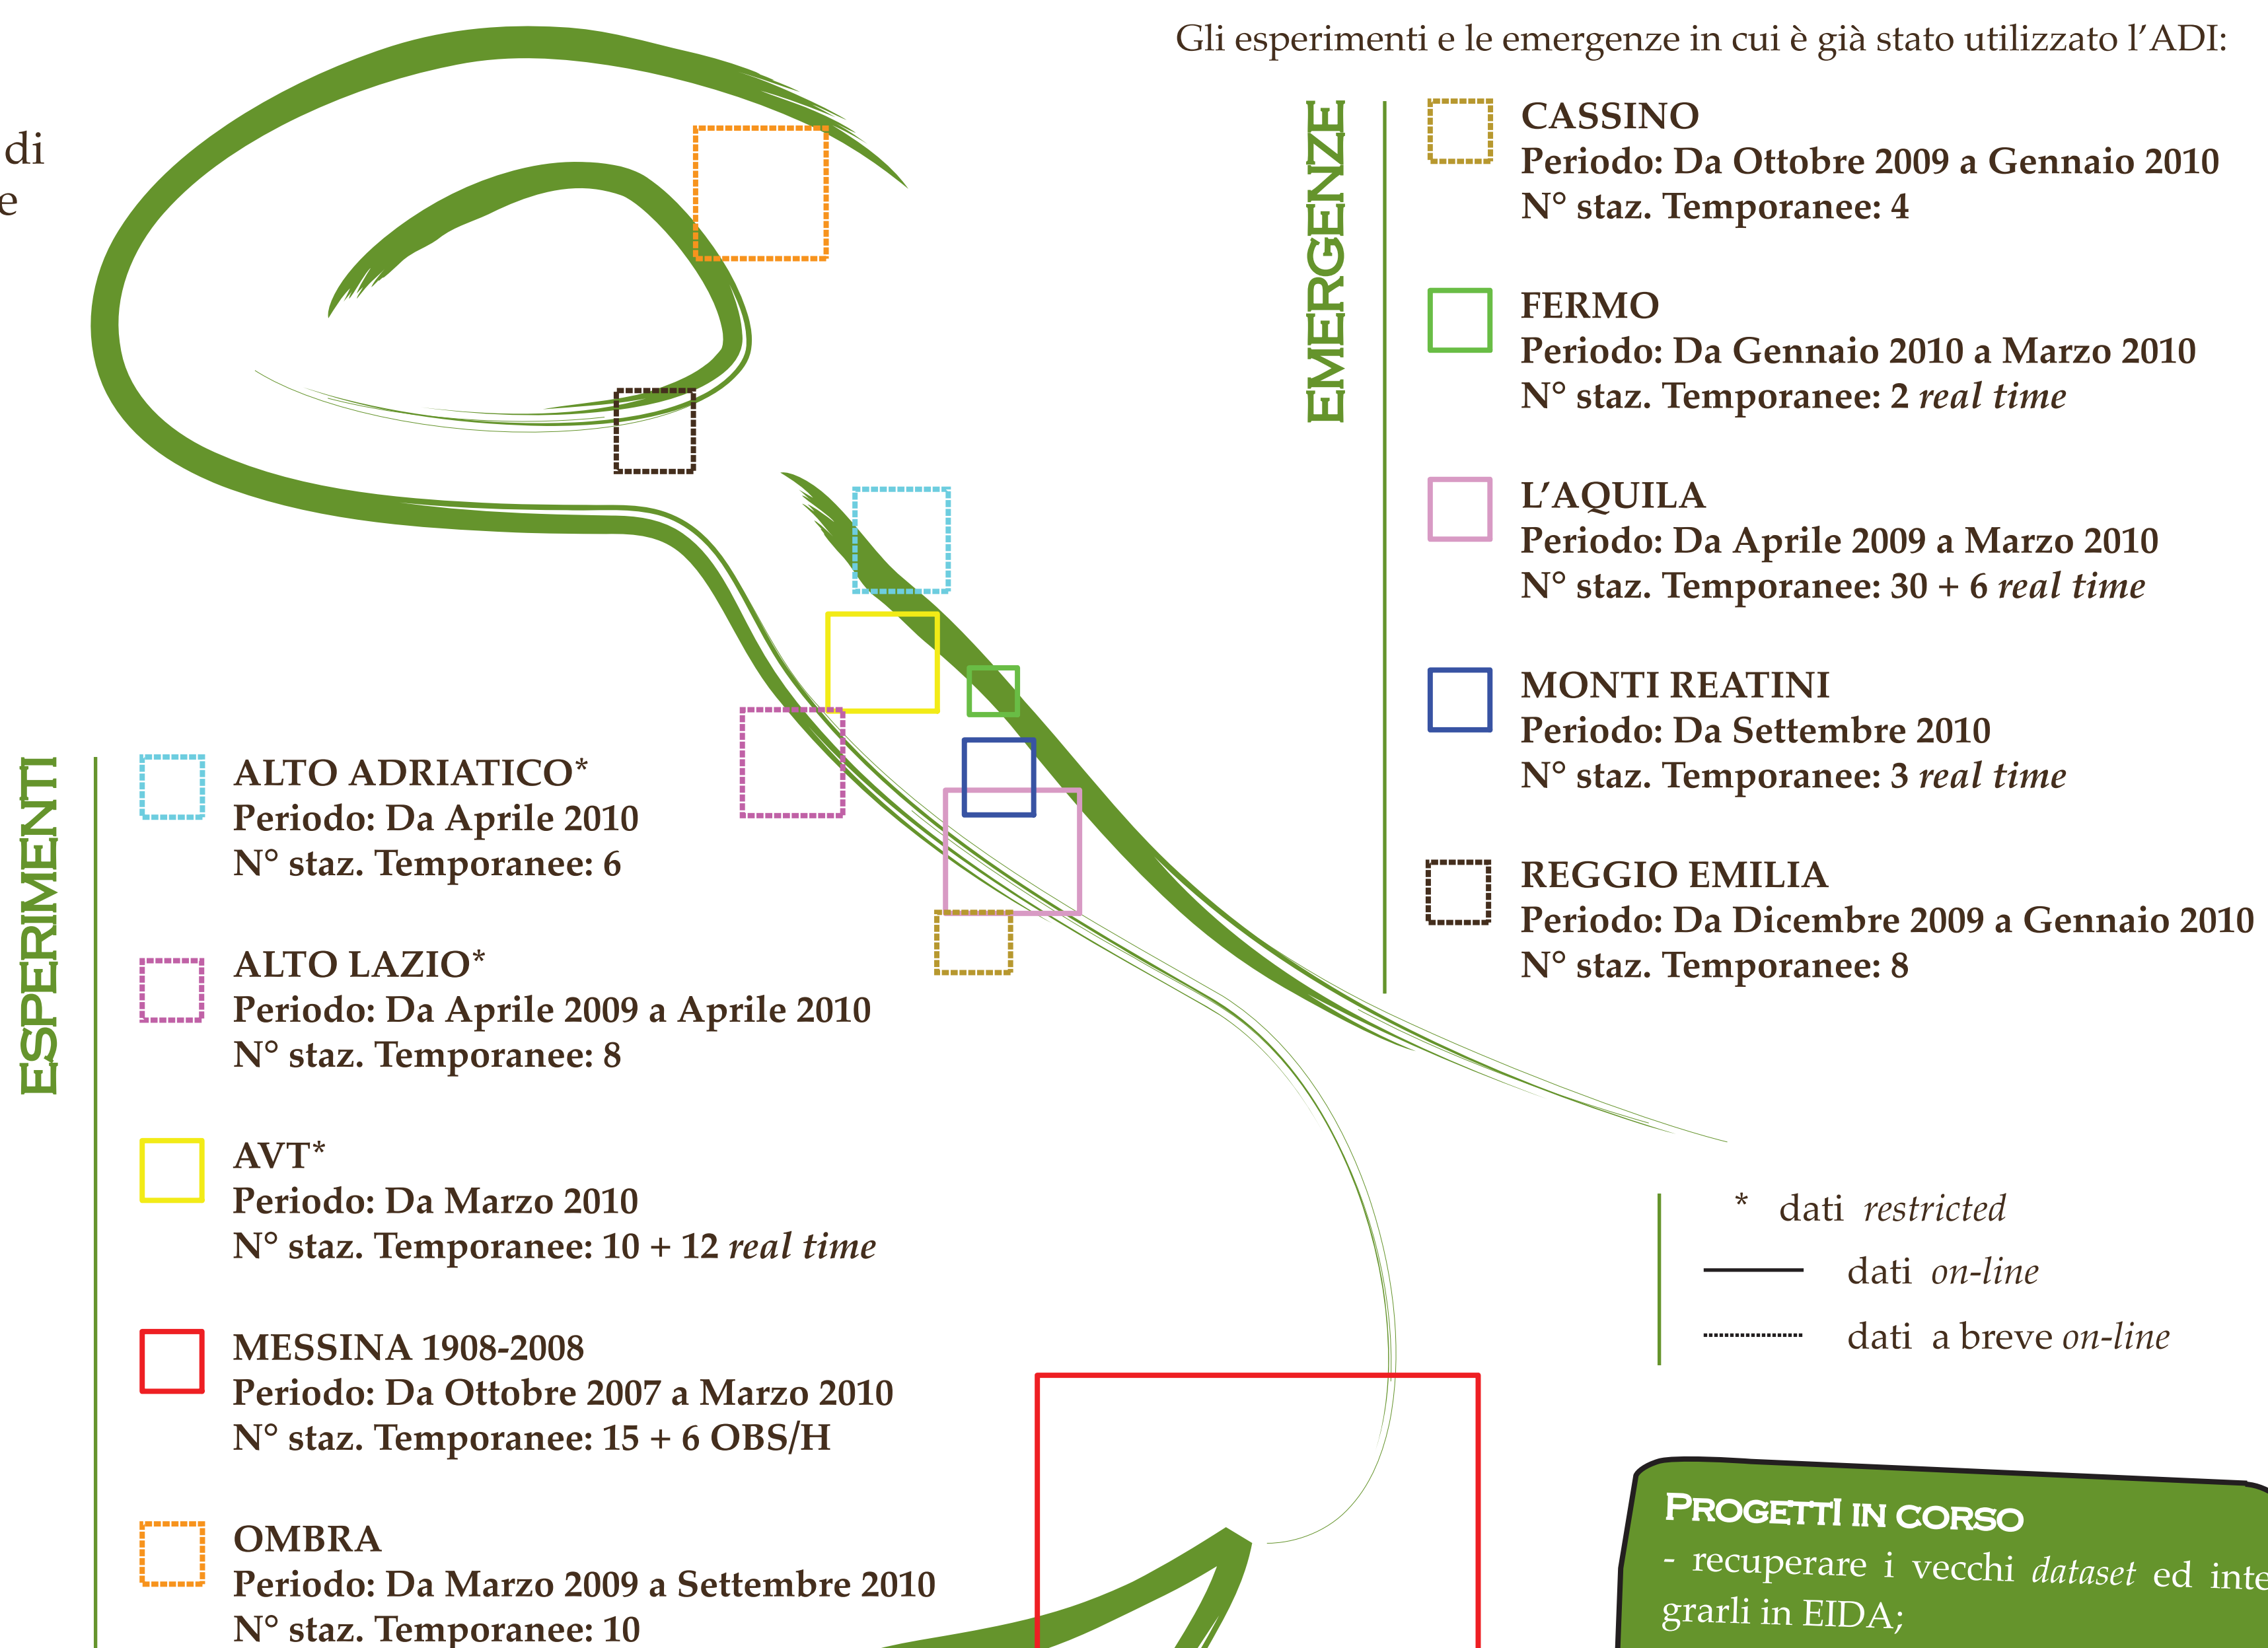 di
e
Gli esperimenti e le emergenze in cui è già stato utilizzato l’ADI:
EMERGENZE
CASSINO
Periodo: Da Ottobre 2009 a Gennaio 2010
N° staz. Temporanee: 4
FERMO
Periodo: Da Gennaio 2010 a Marzo 2010
N° staz. Temporanee: 2 real time
L’AQUILA
Periodo: Da Aprile 2009 a Marzo 2010
N° staz. Temporanee: 30 + 6 real time
MONTI REATINI
Periodo: Da Settembre 2010
N° staz. Temporanee: 3 real time
REGGIO EMILIA
Periodo: Da Dicembre 2009 a Gennaio 2010
N° staz. Temporanee: 8
ESPERIMENTI
ALTO ADRIATICO*
Periodo: Da Aprile 2010
N° staz. Temporanee: 6
ALTO LAZIO*
Periodo: Da Aprile 2009 a Aprile 2010
N° staz. Temporanee: 8
AVT*
Periodo: Da Marzo 2010
N° staz. Temporanee: 10 + 12 real time
MESSINA 1908-2008
Periodo: Da Ottobre 2007 a Marzo 2010
N° staz. Temporanee: 15 + 6 OBS/H
OMBRA
Periodo: Da Marzo 2009 a Settembre 2010
N° staz. Temporanee: 10
* dati restricted
dati on-line
dati a breve on-line
PROGETTI IN CORSO
- recuperare i vecchi dataset ed inte
grarli in EIDA;